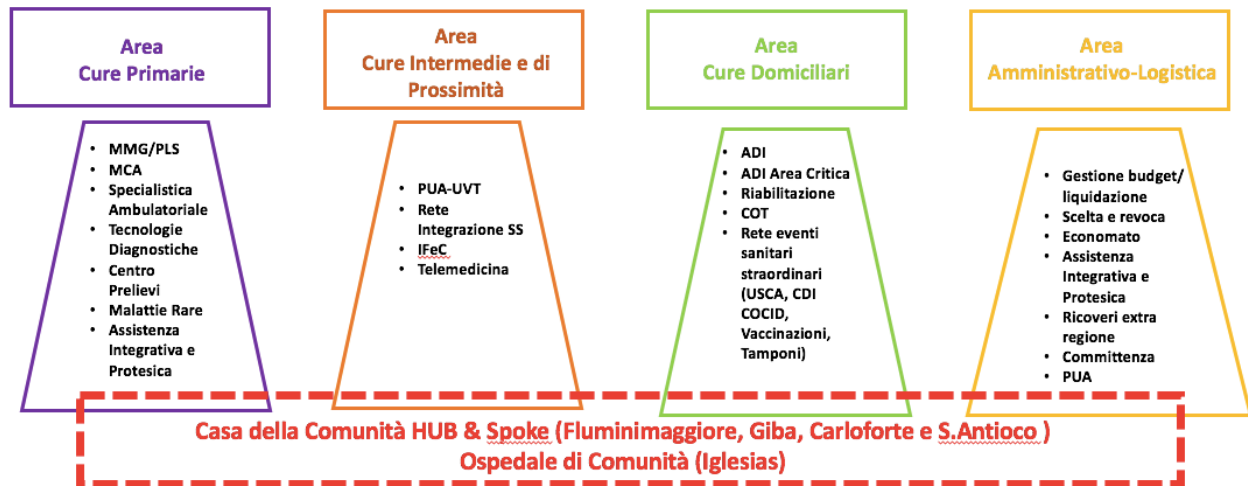 Area
Cure Primarie
Area
Cure Intermedie e di
Prossimità
Area
Cure Domiciliari
Area
Amministrativo-Logistica
• MMG/PLS
• MCA
• Specialistica
Ambulatoriale
• Tecnologie
Diagnostiche
• Centro
Prelievi
• Malattie Rare
• Assistenza
Integrativa e
Protesica
• PUA-UVT
• Rete
Integrazione SS
• IFeC
• Telemedicina
• ADI
• ADI Area Critica
• Riabilitazione
• COT
• Rete eventi
sanitari
straordinari
(USCA, CDI
COCID,
Vaccinazioni,
Tamponi)
• Gestione budget/
liquidazione
• Scelta e revoca
• Economato
• Assistenza
Integrativa e
Protesica
• Ricoveri extra
regione
• Committenza
• PUA
Casa della Comunità HUB & Spoke (Fluminimaggiore, Giba, Carloforte e S.Antioco )
Ospedale di Comunità (Iglesias)